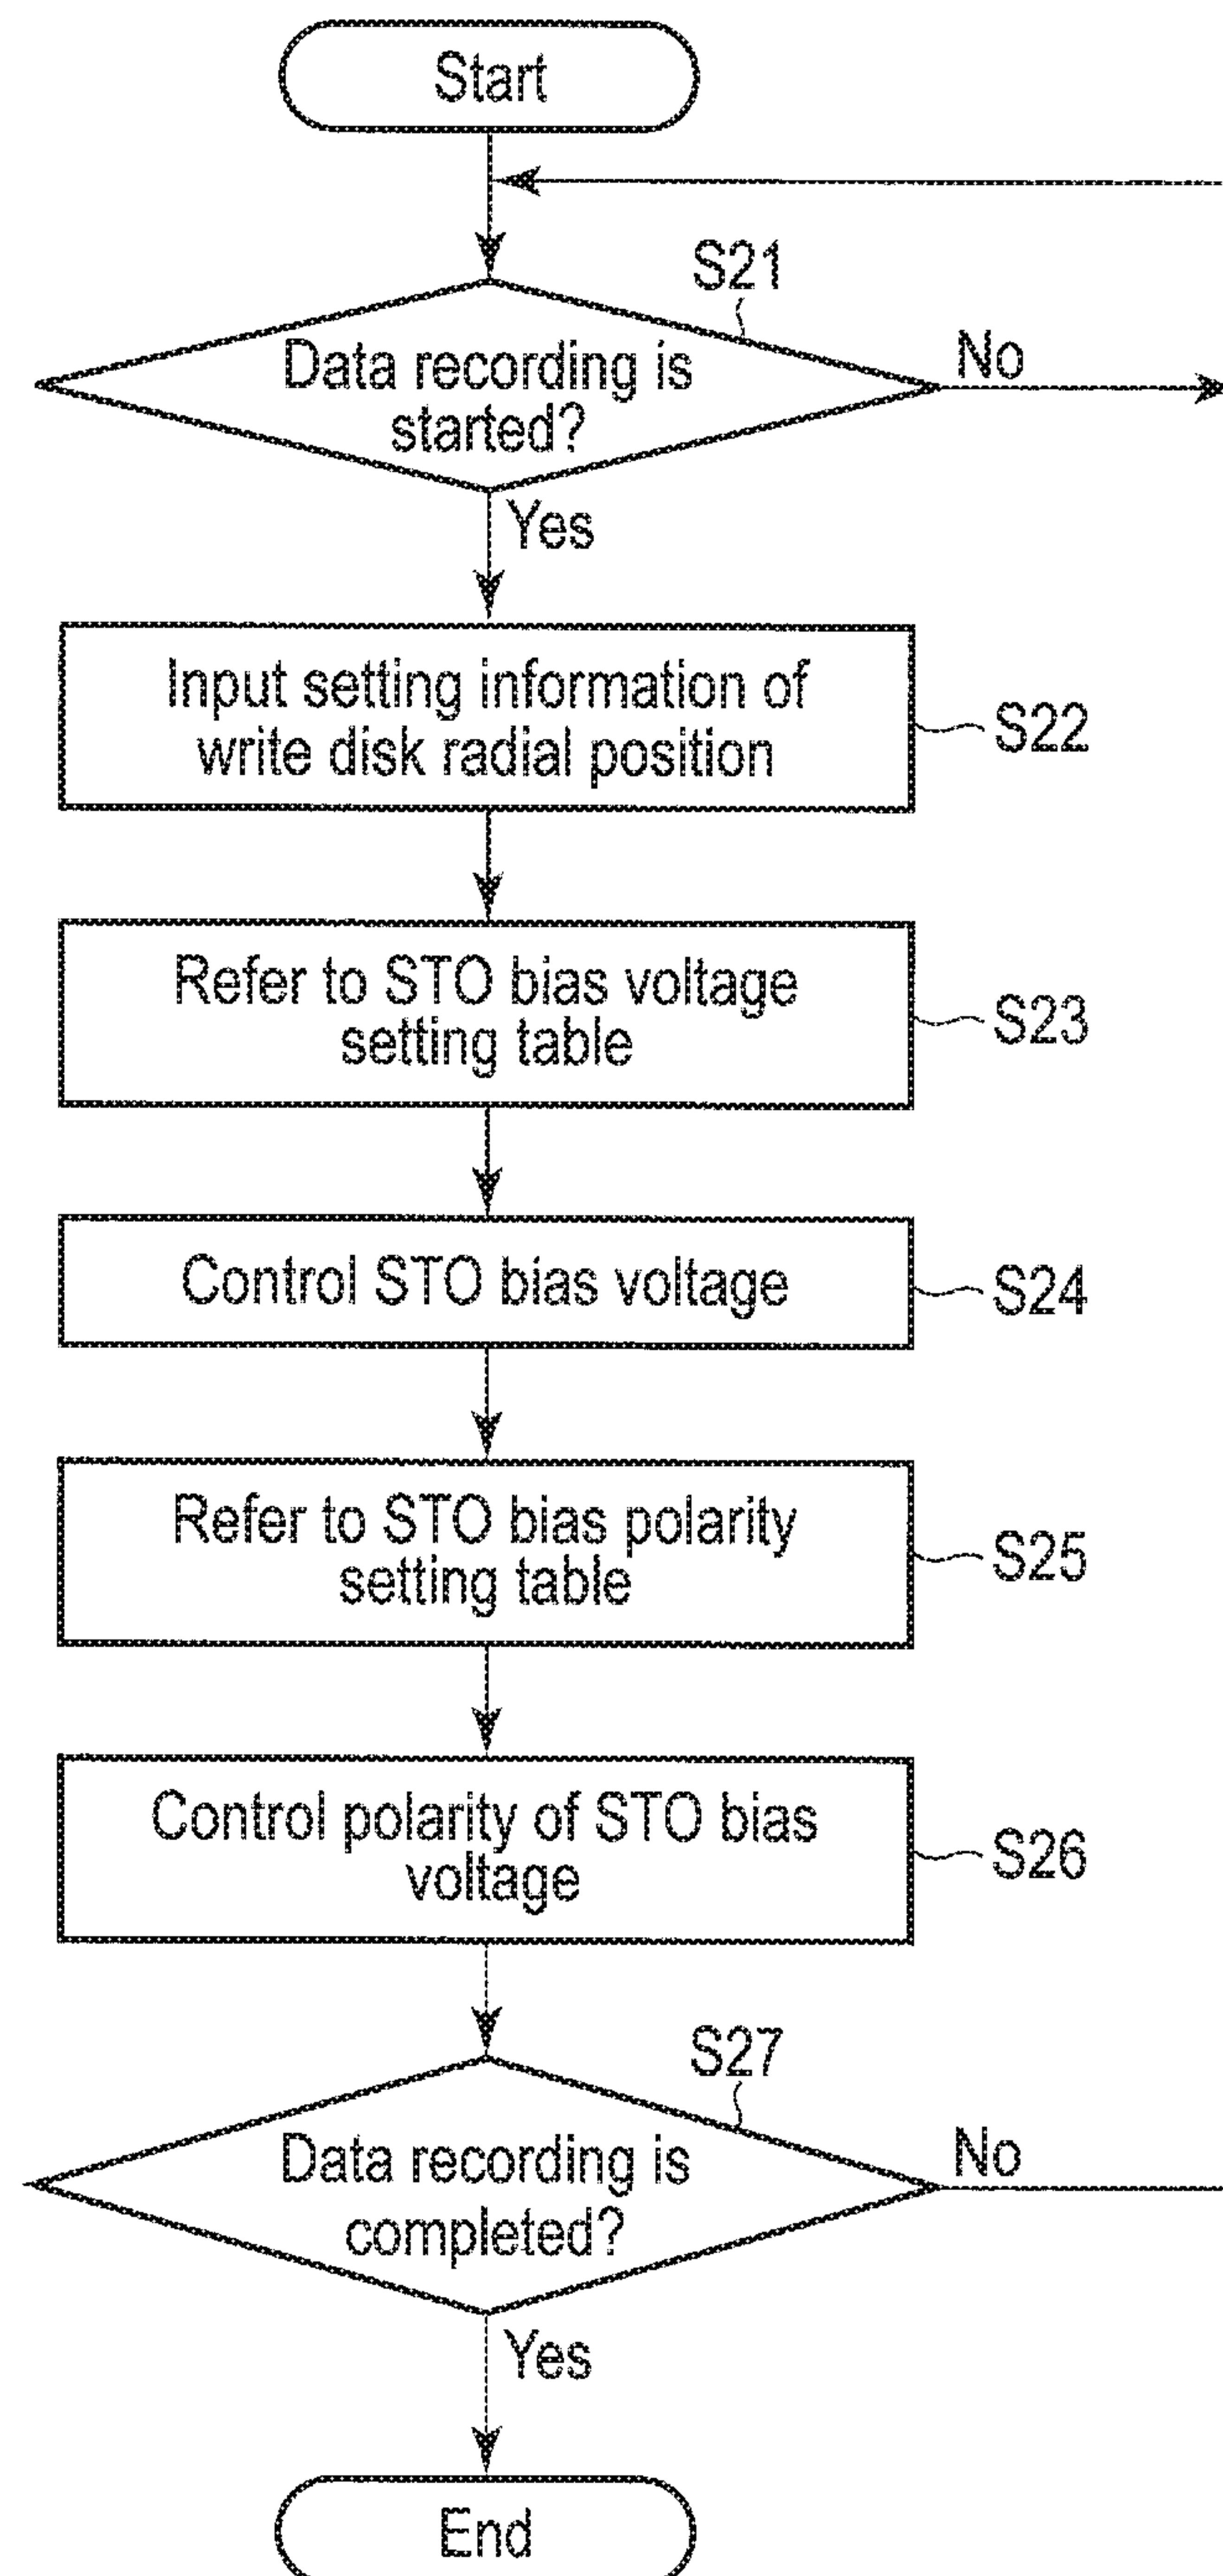 Start
S21
Data recording is
started?
No
Yes
Input setting information of
write disk radial position
S22
Refer to STO bias voltage
setting table
S23
Control STO bias voltage
S24
Refer to STO bias polarity
setting table
S25
Control polarity of STO bias
voltage
S26
S27
Data recording is
completed?
No
Yes
End